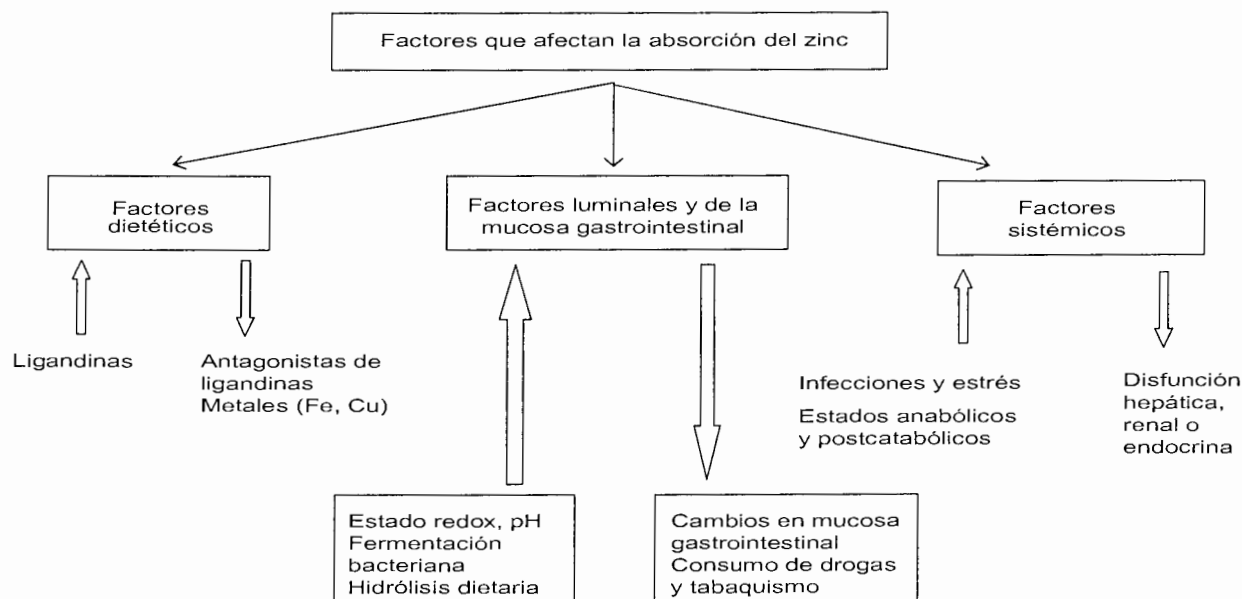 Factores que afectan la absorción del zinc
Factores
dietéticos
Factores luminales y de la
mucosa gastrointestinal
Factores
sistémicos
Ligandinas
Antagonistas de
ligandinas
Metales (Fe, Cu)
Infecciones y estrés
Estados anabólicos
y postcatabólicos
Disfunción
hepática,
renal o
endocrina
Estado redox, pH
Fermentación
bacteriana
Hidrólisis dietaria
Cambios en mucosa
gastrointestinal
Consumo de drogas
y tabaquismo